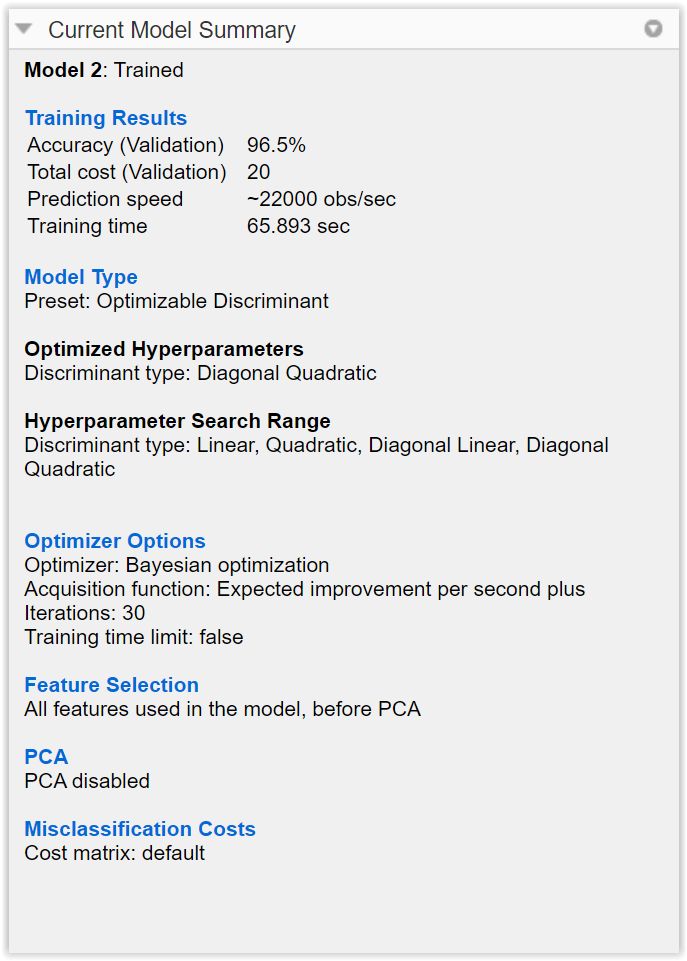 Current Model Summary
Model 2: Trained
Training Results
Accuracy (Validation) 96.5%
Total cost (Validation) 20
Prediction speed ~22000 obs/sec
Training time 65.893 sec
Model Type
Preset: Optimizable Discriminant
Optimized Hyperparameters
Discriminant type: Diagonal Quadratic
Hyperparameter Search Range
Discriminant type: Linear, Quadratic, Diagonal Linear, Diagonal
Quadratic
Optimizer Options
Optimizer: Bayesian optimization
Acquisition function: Expected improvement per second plus
Iterations: 30
Training time limit: false
Feature Selection
All features used in the model, before PCA
PCA
PCA disabled
Misclassification Costs
Cost matrix: default